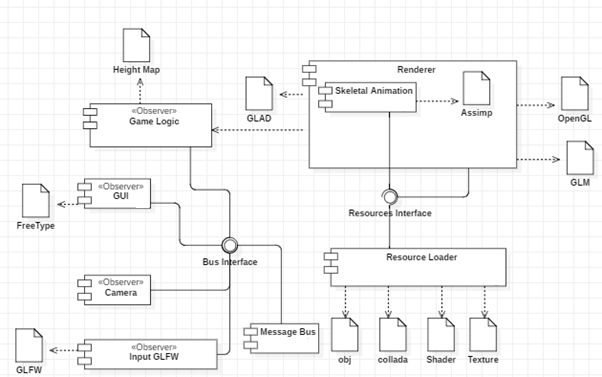 Height Map
«Observer»
Game Logic
GLAD
Renderer
Skeletal Animation
Assimp
OpenGL
GLM
«Observer»
GUI
FreeType
Resources Interface
Bus Interface
Resource Loader
«Observer»
Camera
Message Bus
«Observer»
Input GLFW
GLFW
obj
collada
Shader
Texture